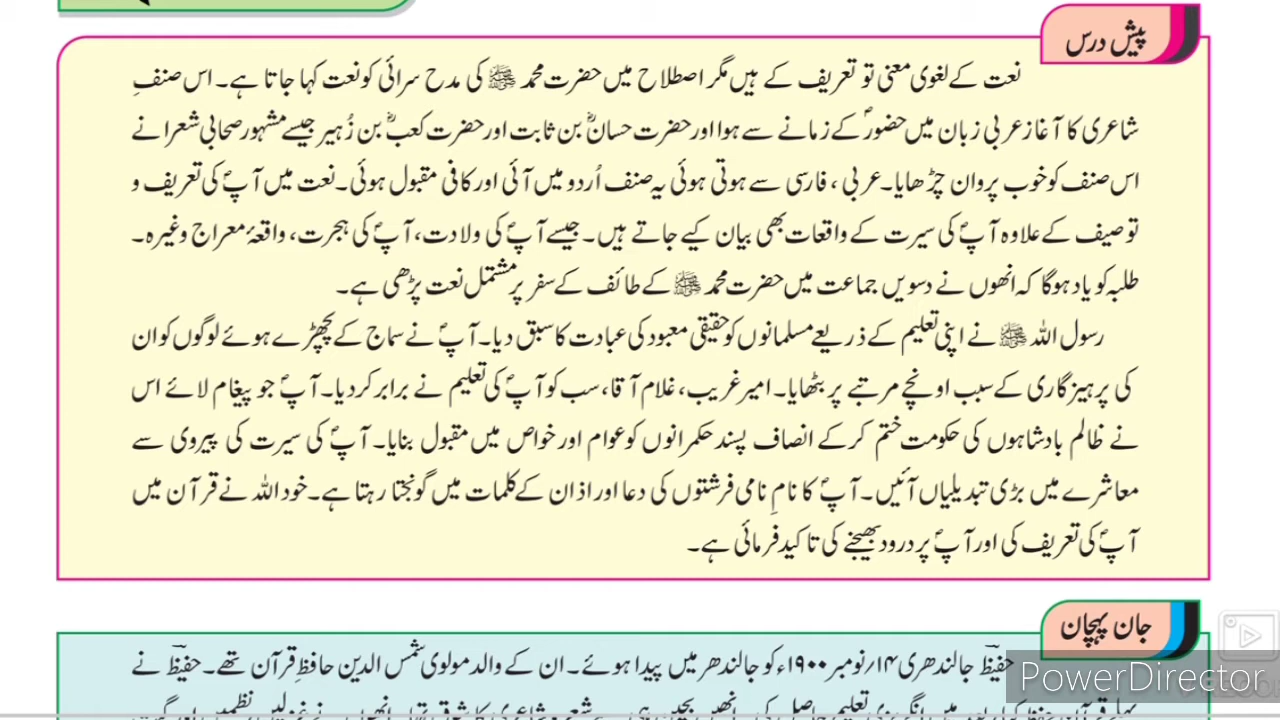 پیش درس
نعت کے لغوی معنی تو تعریف کے ہیں مگر اصطلاح میں حضرت محمد ﷺ کی مدح سرائی کو نعت کہا جاتا ہے۔ اس صنفِ
شاعری کا آغاز عربی زبان میں حضورؐ کے زمانے سے ہوا اور حضرت حسانؓ بن ثابت اور حضرت کعبؓ بن زُہیر جیسے مشہور صحابی شعرا نے
اس صنف کو خوب پروان چڑھایا۔ عربی، فارسی سے ہوتی ہوئی یہ صنف اُردو میں آئی اور کافی مقبول ہوئی۔ نعت میں آپؐ کی تعریف و
توصیف کے علاوہ آپؐ کی سیرت کے واقعات بھی بیان کیے جاتے ہیں۔ جیسے آپؐ کی ولادت، آپؐ کی ہجرت، واقعۂ معراج وغیرہ۔
طلبہ کو یاد ہوگا کہ انھوں نے دسویں جماعت میں حضرت محمد ﷺ کے طائف کے سفر پر مشتمل نعت پڑھی ہے۔
رسول اللہ ﷺ نے اپنی تعلیم کے ذریعے مسلمانوں کو حقیقی معبود کی عبادت کا سبق دیا۔ آپؐ نے سماج کے بچھڑے ہوئے لوگوں کو ان
کی پرہیزگاری کے سبب اونچے مرتبے پر بٹھایا۔ امیر غریب، غلام آقا، سب کو آپؐ کی تعلیم نے برابر کردیا۔ آپؐ جو پیغام لائے اس
نے ظالم بادشاہوں کی حکومت ختم کرکے انصاف پسند حکمرانوں کو عوام اور خواص میں مقبول بنایا۔ آپؐ کی سیرت کی پیروی سے
معاشرے میں بڑی تبدیلیاں آئیں۔ آپؐ کا نامِ نامی فرشتوں کی دعا اور اذان کے کلمات میں گونجتا رہتا ہے۔ خود اللہ نے قرآن میں
آپؐ کی تعریف کی اور آپؐ پر درود بھیجنے کی تاکید فرمائی ہے۔
جان پہچان
حفیظؔ جالندھری ۱۴؍نومبر ۱۹۰۰ء کو جالندھر میں پیدا ہوئے۔ ان کے والد مولوی شمس الدین حافظِ قرآن تھے۔ حفیظؔ نے
PowerDirector